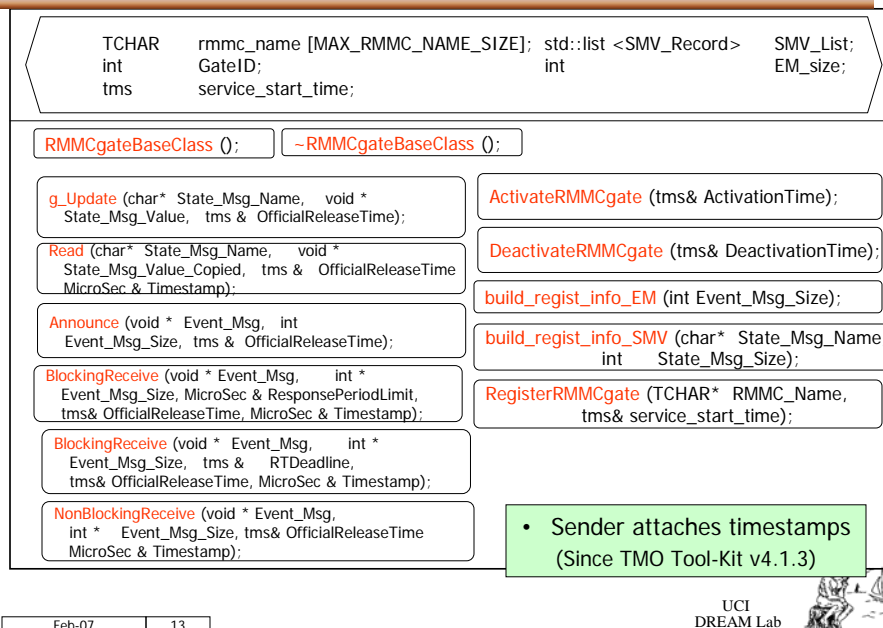 TCHAR rmmc_name [MAX_RMMC_NAME_SIZE]; std::list <SMV_Record> SMV_List;
int GateID; int EM_size;
tms service_start_time;
RMMCgateBaseClass (); ~RMMCgateBaseClass ();
g_Update (char* State_Msg_Name, void *
State_Msg_Value, tms & OfficialReleaseTime);
Read (char* State_Msg_Name, void *
State_Msg_Value_Copied, tms & OfficialReleaseTime
MicroSec & Timestamp);
Announce (void * Event_Msg, int
Event_Msg_Size, tms & OfficialReleaseTime);
BlockingReceive (void * Event_Msg, int *
Event_Msg_Size, MicroSec & ResponsePeriodLimit,
tms& OfficialReleaseTime, MicroSec & Timestamp);
BlockingReceive (void * Event_Msg, int *
Event_Msg_Size, tms & RTDeadline,
tms& OfficialReleaseTime, MicroSec & Timestamp);
NonBlockingReceive (void * Event_Msg,
int * Event_Msg_Size, tms& OfficialReleaseTime
MicroSec & Timestamp);
ActivateRMMCgate (tms& ActivationTime);
DeactivateRMMCgate (tms& DeactivationTime);
build_regist_info_EM (int Event_Msg_Size);
build_regist_info_SMV (char* State_Msg_Name
int State_Msg_Size);
RegisterRMMCgate (TCHAR* RMMC_Name,
tms& service_start_time);
• Sender attaches timestamps
(Since TMO Tool-Kit v4.1.3)
Feb-07 13
UCI
DREAM Lab